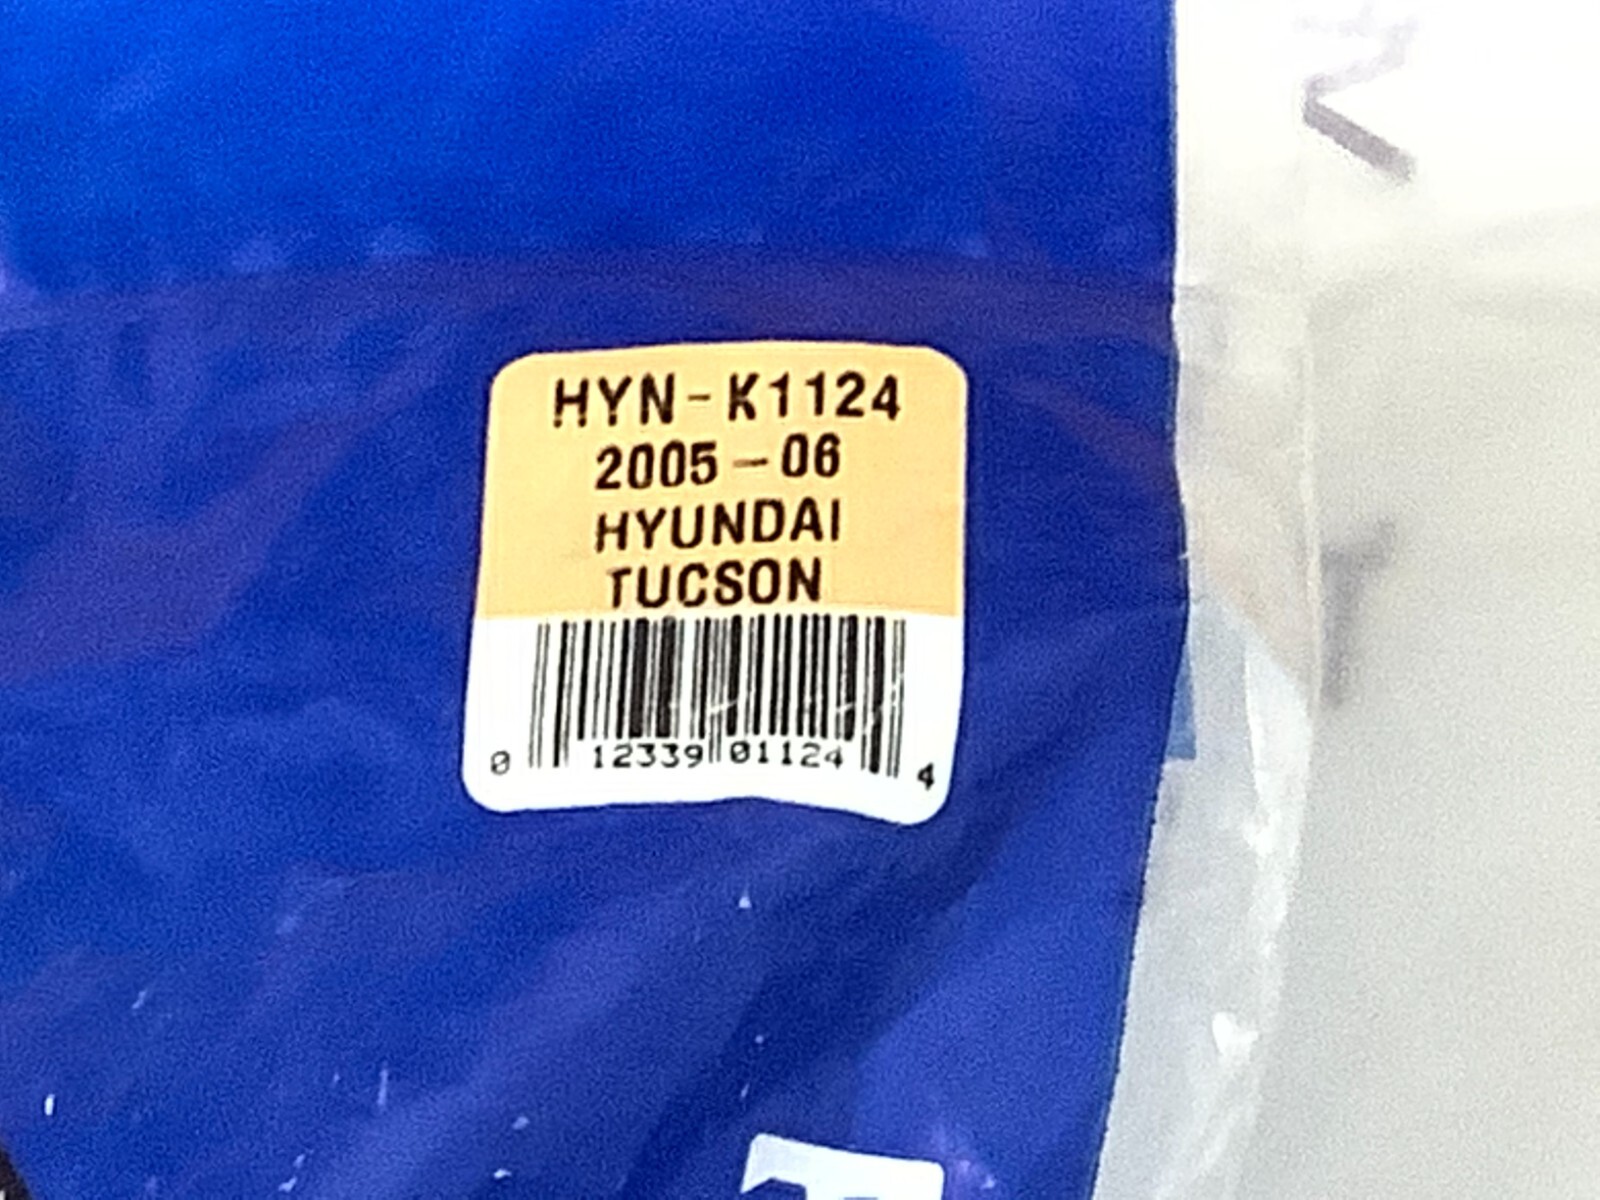 HYN-K1124
2005-06
HYUNDAI
TUCSON
0 12339 01124 4